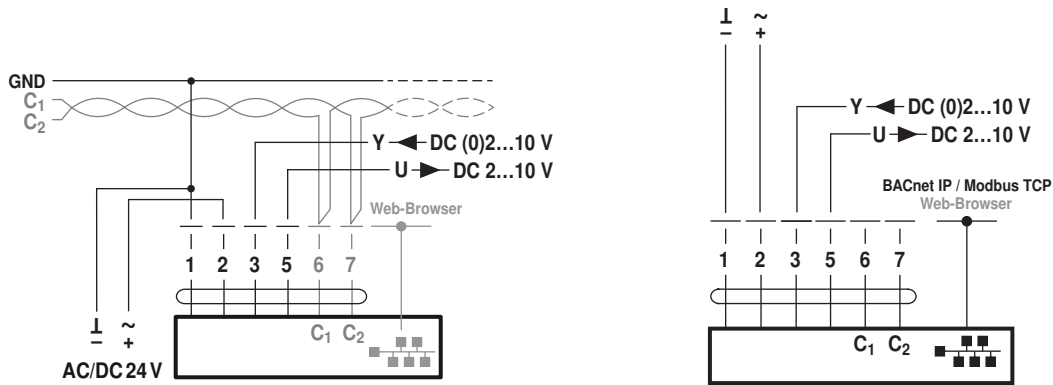 GND
C1
C2
Y DC (0)2...10 V
U DC 2...10 V
Web-Browser
1 2 3 5 6 7
C1 C2
⊥ ~
– +
AC/DC 24 V
⊥ ~
– +
Y DC (0)2...10 V
U DC 2...10 V
BACnet IP / Modbus TCP
Web-Browser
1 2 3 5 6 7
C1 C2